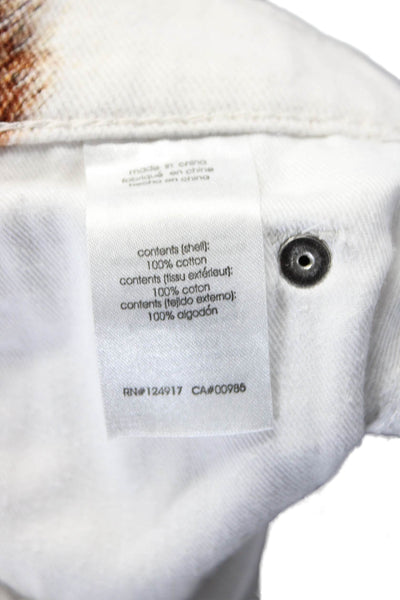 made in china
fabriqué en chine
hecho en china
contents (shell):
100% cotton
contents (tissu extérieur):
100% coton
contents (tejido externo):
100% algodón
RN#124917 CA#00985